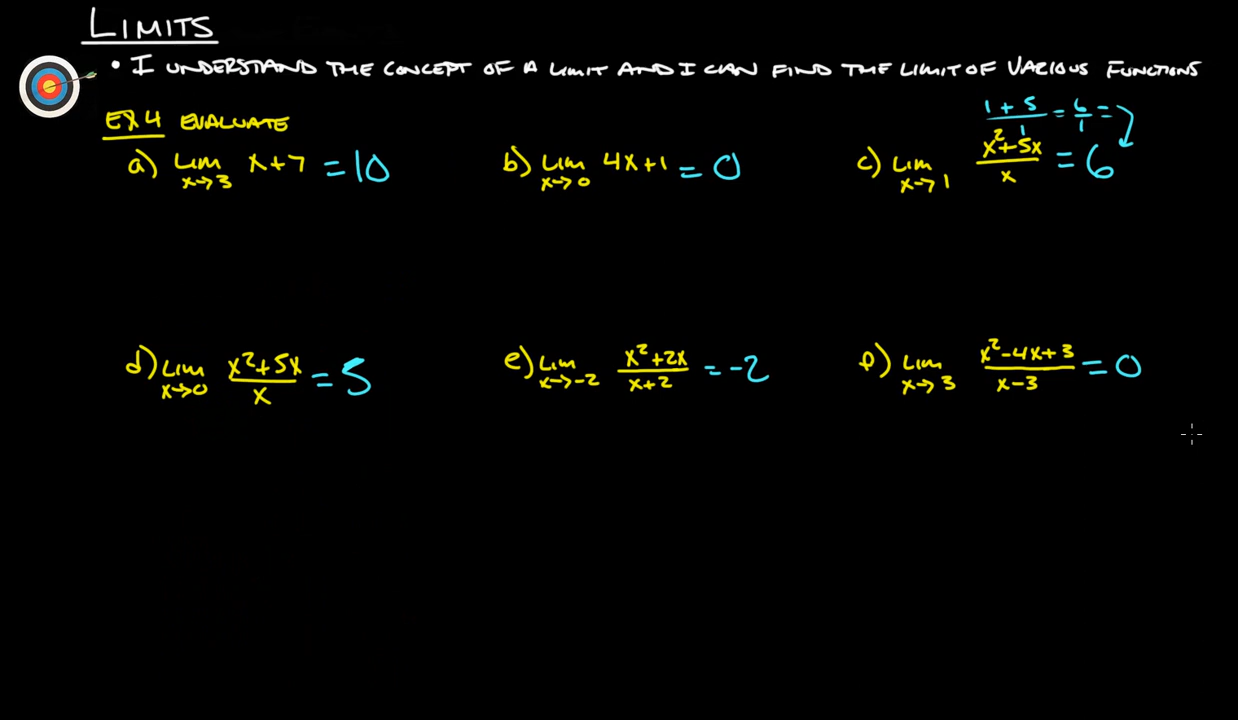 LIMITS
• I UNDERSTAND THE CONCEPT OF A LIMIT AND I CAN FIND THE LIMIT OF VARIOUS FUNCTIONS
EX 4 EVALUATE
a) Lim x→3 x+7 = 10
b) Lim x→0 4x+1 = 0
(1+5)/1 = 6/1 =
c) Lim x→1 (x²+5x)/x = 6
d) Lim x→0 (x²+5x)/x = 5
e) Lim x→-2 (x²+2x)/(x+2) = -2
f) Lim x→3 (x²-4x+3)/(x-3) = 0